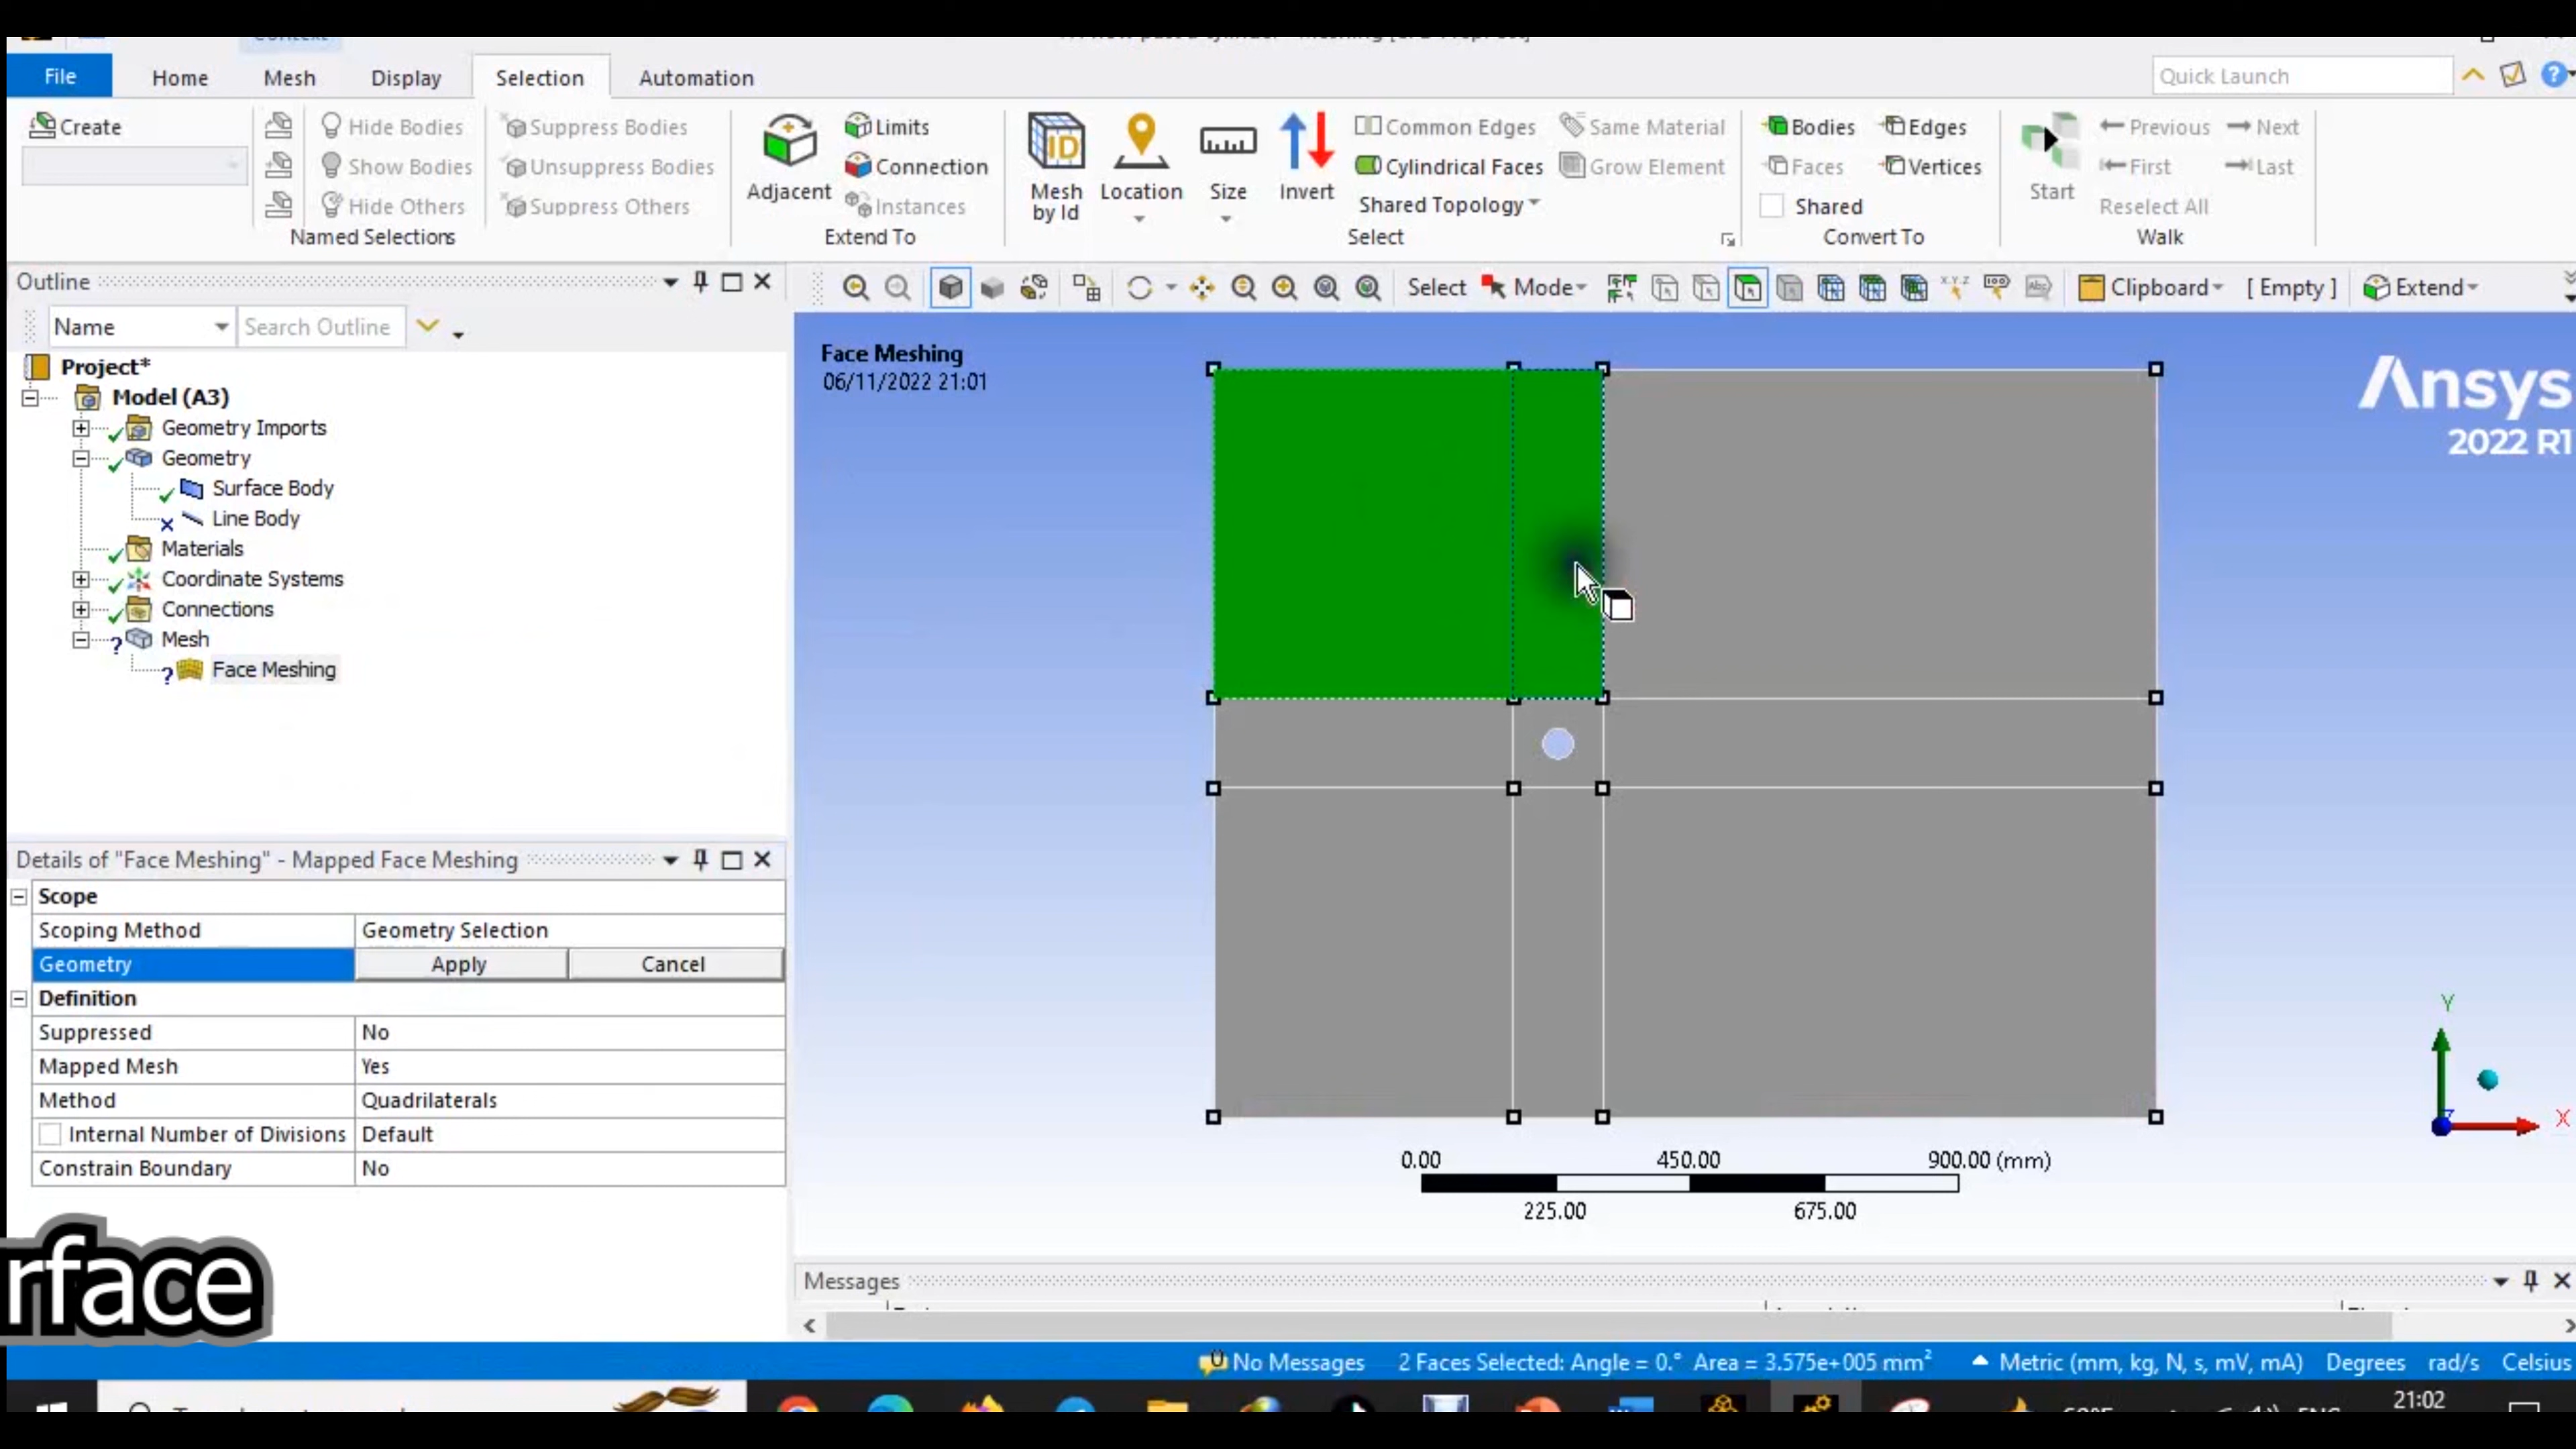 File Home Mesh Display Selection Automation Quick Launch
Create Hide Bodies Suppress Bodies Limits Common Edges Same Material Bodies Edges Previous Next
Show Bodies Unsuppress Bodies Connection Cylindrical Faces Grow Element Faces Vertices First Last
Adjacent Mesh by Id Location Size Invert Start
Hide Others Suppress Others Instances Shared Topology Shared Reselect All
Named Selections Extend To Select Convert To Walk
Outline
Select Mode Clipboard [ Empty ] Extend
Name Search Outline
Project*
Model (A3)
Geometry Imports
Geometry
Surface Body
Line Body
Materials
Coordinate Systems
Connections
Mesh
Face Meshing
Face Meshing
06/11/2022 21:01
Ansys
2022 R1
Y
X
0.00 450.00 900.00 (mm)
225.00 675.00
Details of "Face Meshing" - Mapped Face Meshing
Scope
Scoping Method Geometry Selection
Geometry Apply Cancel
Definition
Suppressed No
Mapped Mesh Yes
Method Quadrilaterals
Internal Number of Divisions Default
Constrain Boundary No
rface
Messages
No Messages 2 Faces Selected: Angle = 0.° Area = 3.575e+005 mm² Metric (mm, kg, N, s, mV, mA) Degrees rad/s Celsius
21:02